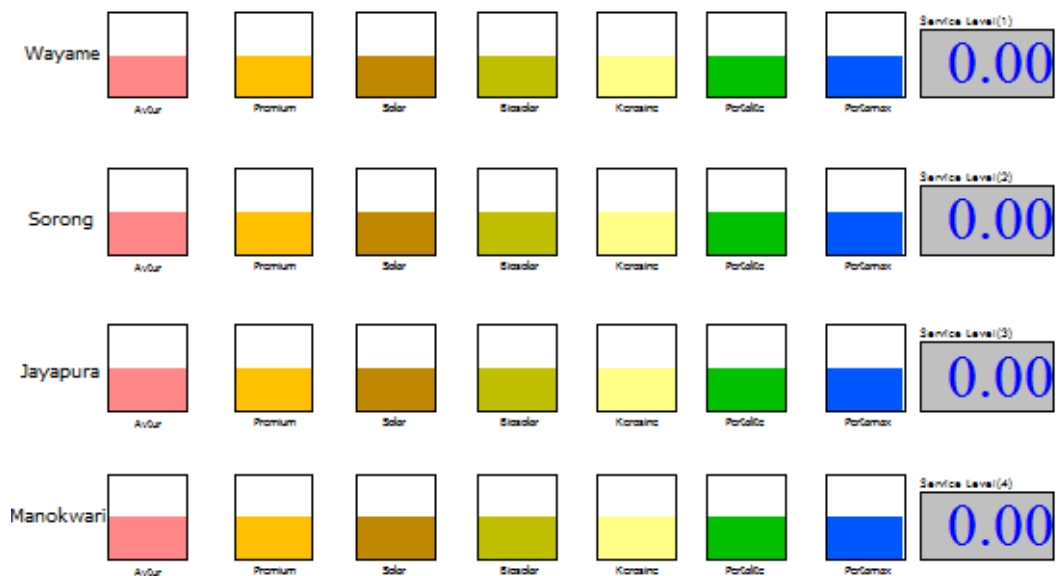 Service Level(1)
Wayame 0.00
Avtur Premium Solar Biosolar Kerosine Pertalite Pertamax
Service Level(2)
Sorong 0.00
Avtur Premium Solar Biosolar Kerosine Pertalite Pertamax
Service Level(3)
Jayapura 0.00
Avtur Premium Solar Biosolar Kerosine Pertalite Pertamax
Service Level(4)
Manokwari 0.00
Avtur Premium Solar Biosolar Kerosine Pertalite Pertamax